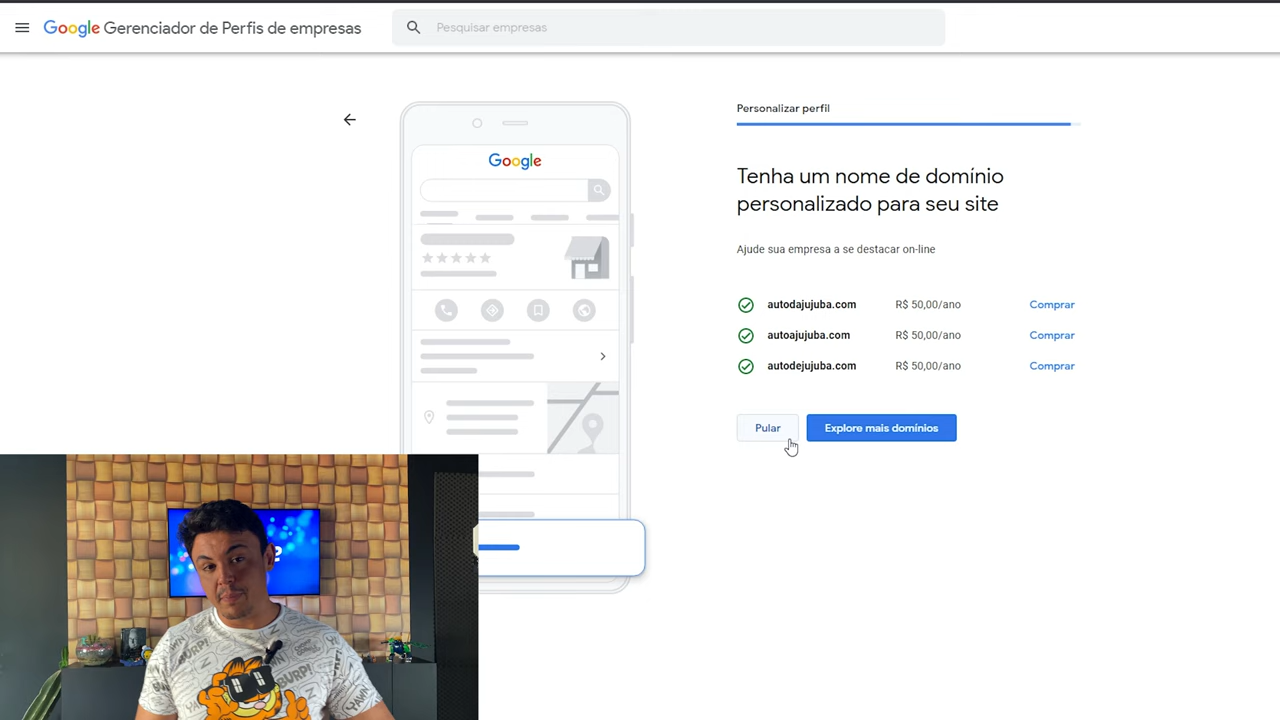 Google Gerenciador de Perfis de empresas
Pesquisar empresas
Google
Personalizar perfil
Tenha um nome de domínio
personalizado para seu site
Ajude sua empresa a se destacar on-line
autodajujuba.com R$ 50,00/ano Comprar
autoajujuba.com R$ 50,00/ano Comprar
autodejujuba.com R$ 50,00/ano Comprar
Pular
Explore mais domínios
BURP!
BURP!